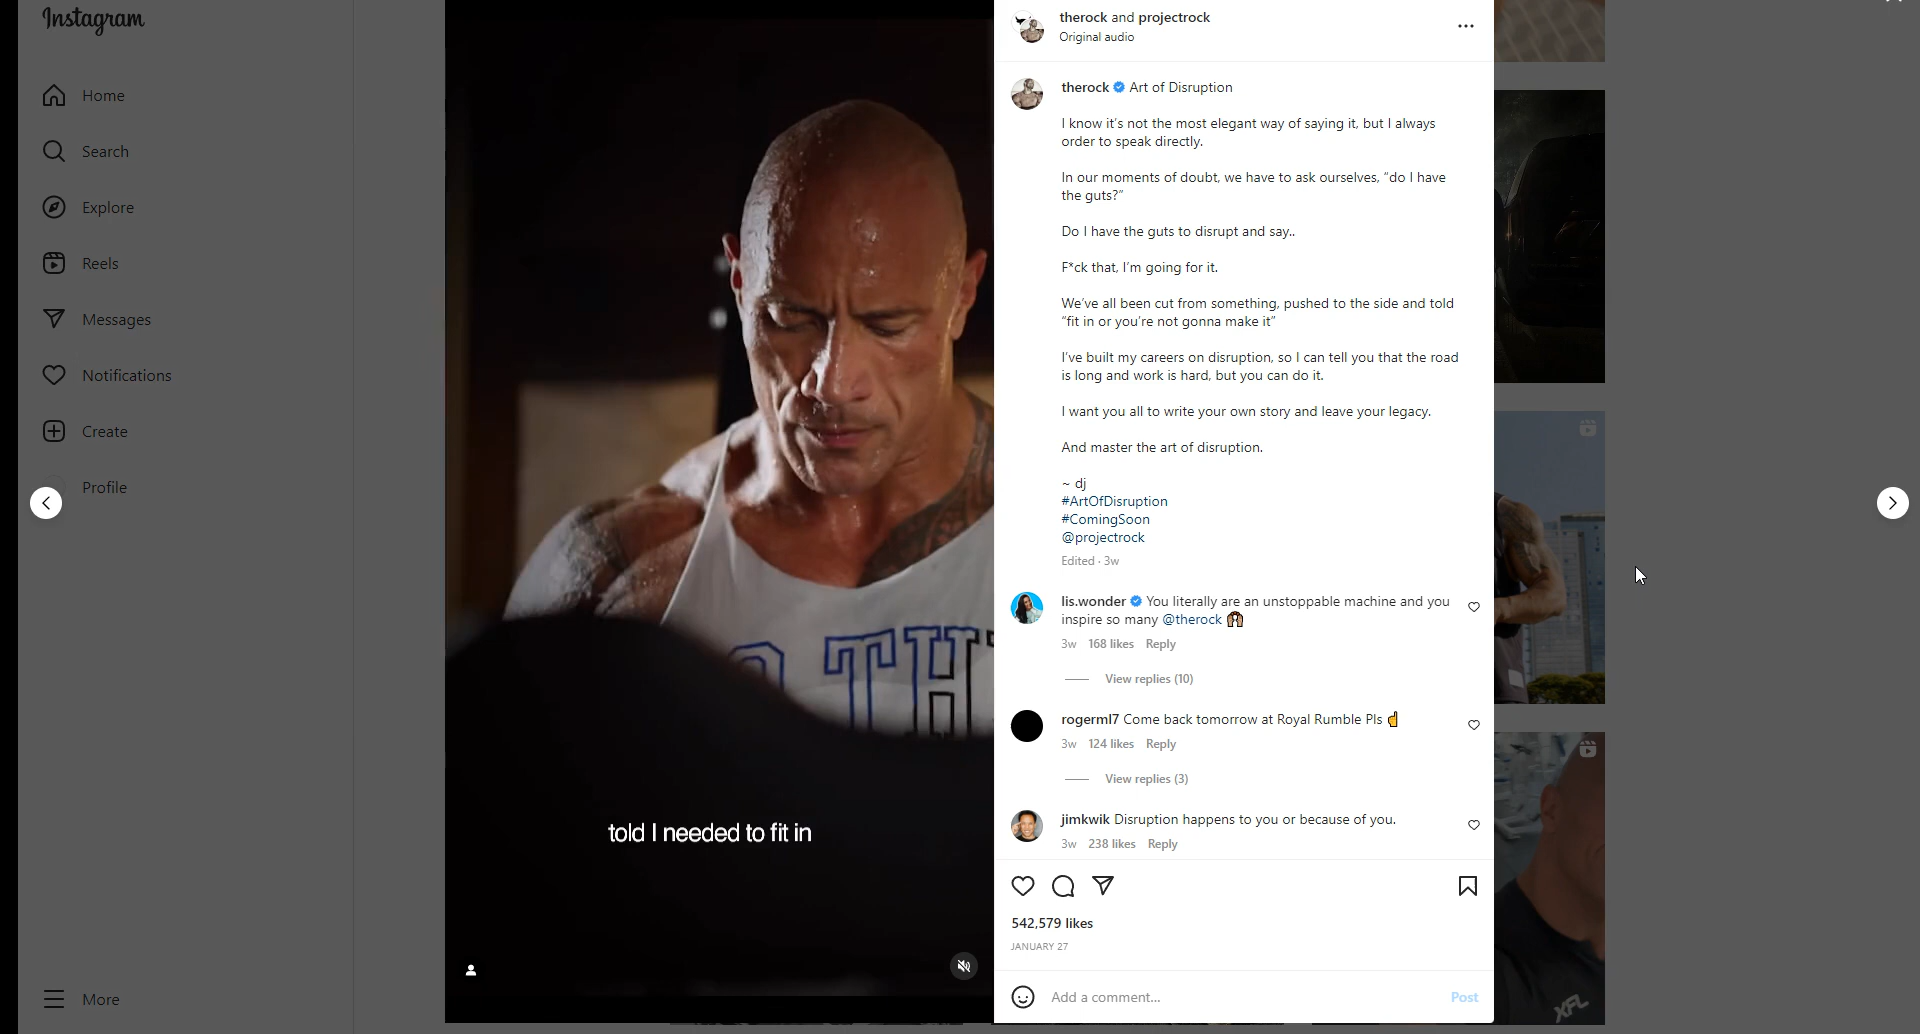 Instagram
Home
Search
Explore
Reels
Messages
Notifications
Create
Profile
More
TH
told I needed to fit in
therock and projectrock
Original audio
therock Art of Disruption
I know it's not the most elegant way of saying it, but I always
order to speak directly.
In our moments of doubt, we have to ask ourselves, "do I have
the guts?"
Do I have the guts to disrupt and say..
F*ck that, I'm going for it.
We've all been cut from something, pushed to the side and told
"fit in or you're not gonna make it"
I've built my careers on disruption, so I can tell you that the road
is long and work is hard, but you can do it.
I want you all to write your own story and leave your legacy.
And master the art of disruption.
~ dj
#ArtOfDisruption
#ComingSoon
@projectrock
Edited · 3w
lis.wonder You literally are an unstoppable machine and you
inspire so many @therock 🙌
3w 168 likes Reply
View replies (10)
rogerml7 Come back tomorrow at Royal Rumble Pls ☝
3w 124 likes Reply
View replies (3)
jimkwik Disruption happens to you or because of you.
3w 238 likes Reply
542,579 likes
JANUARY 27
Add a comment...
Post
XFL